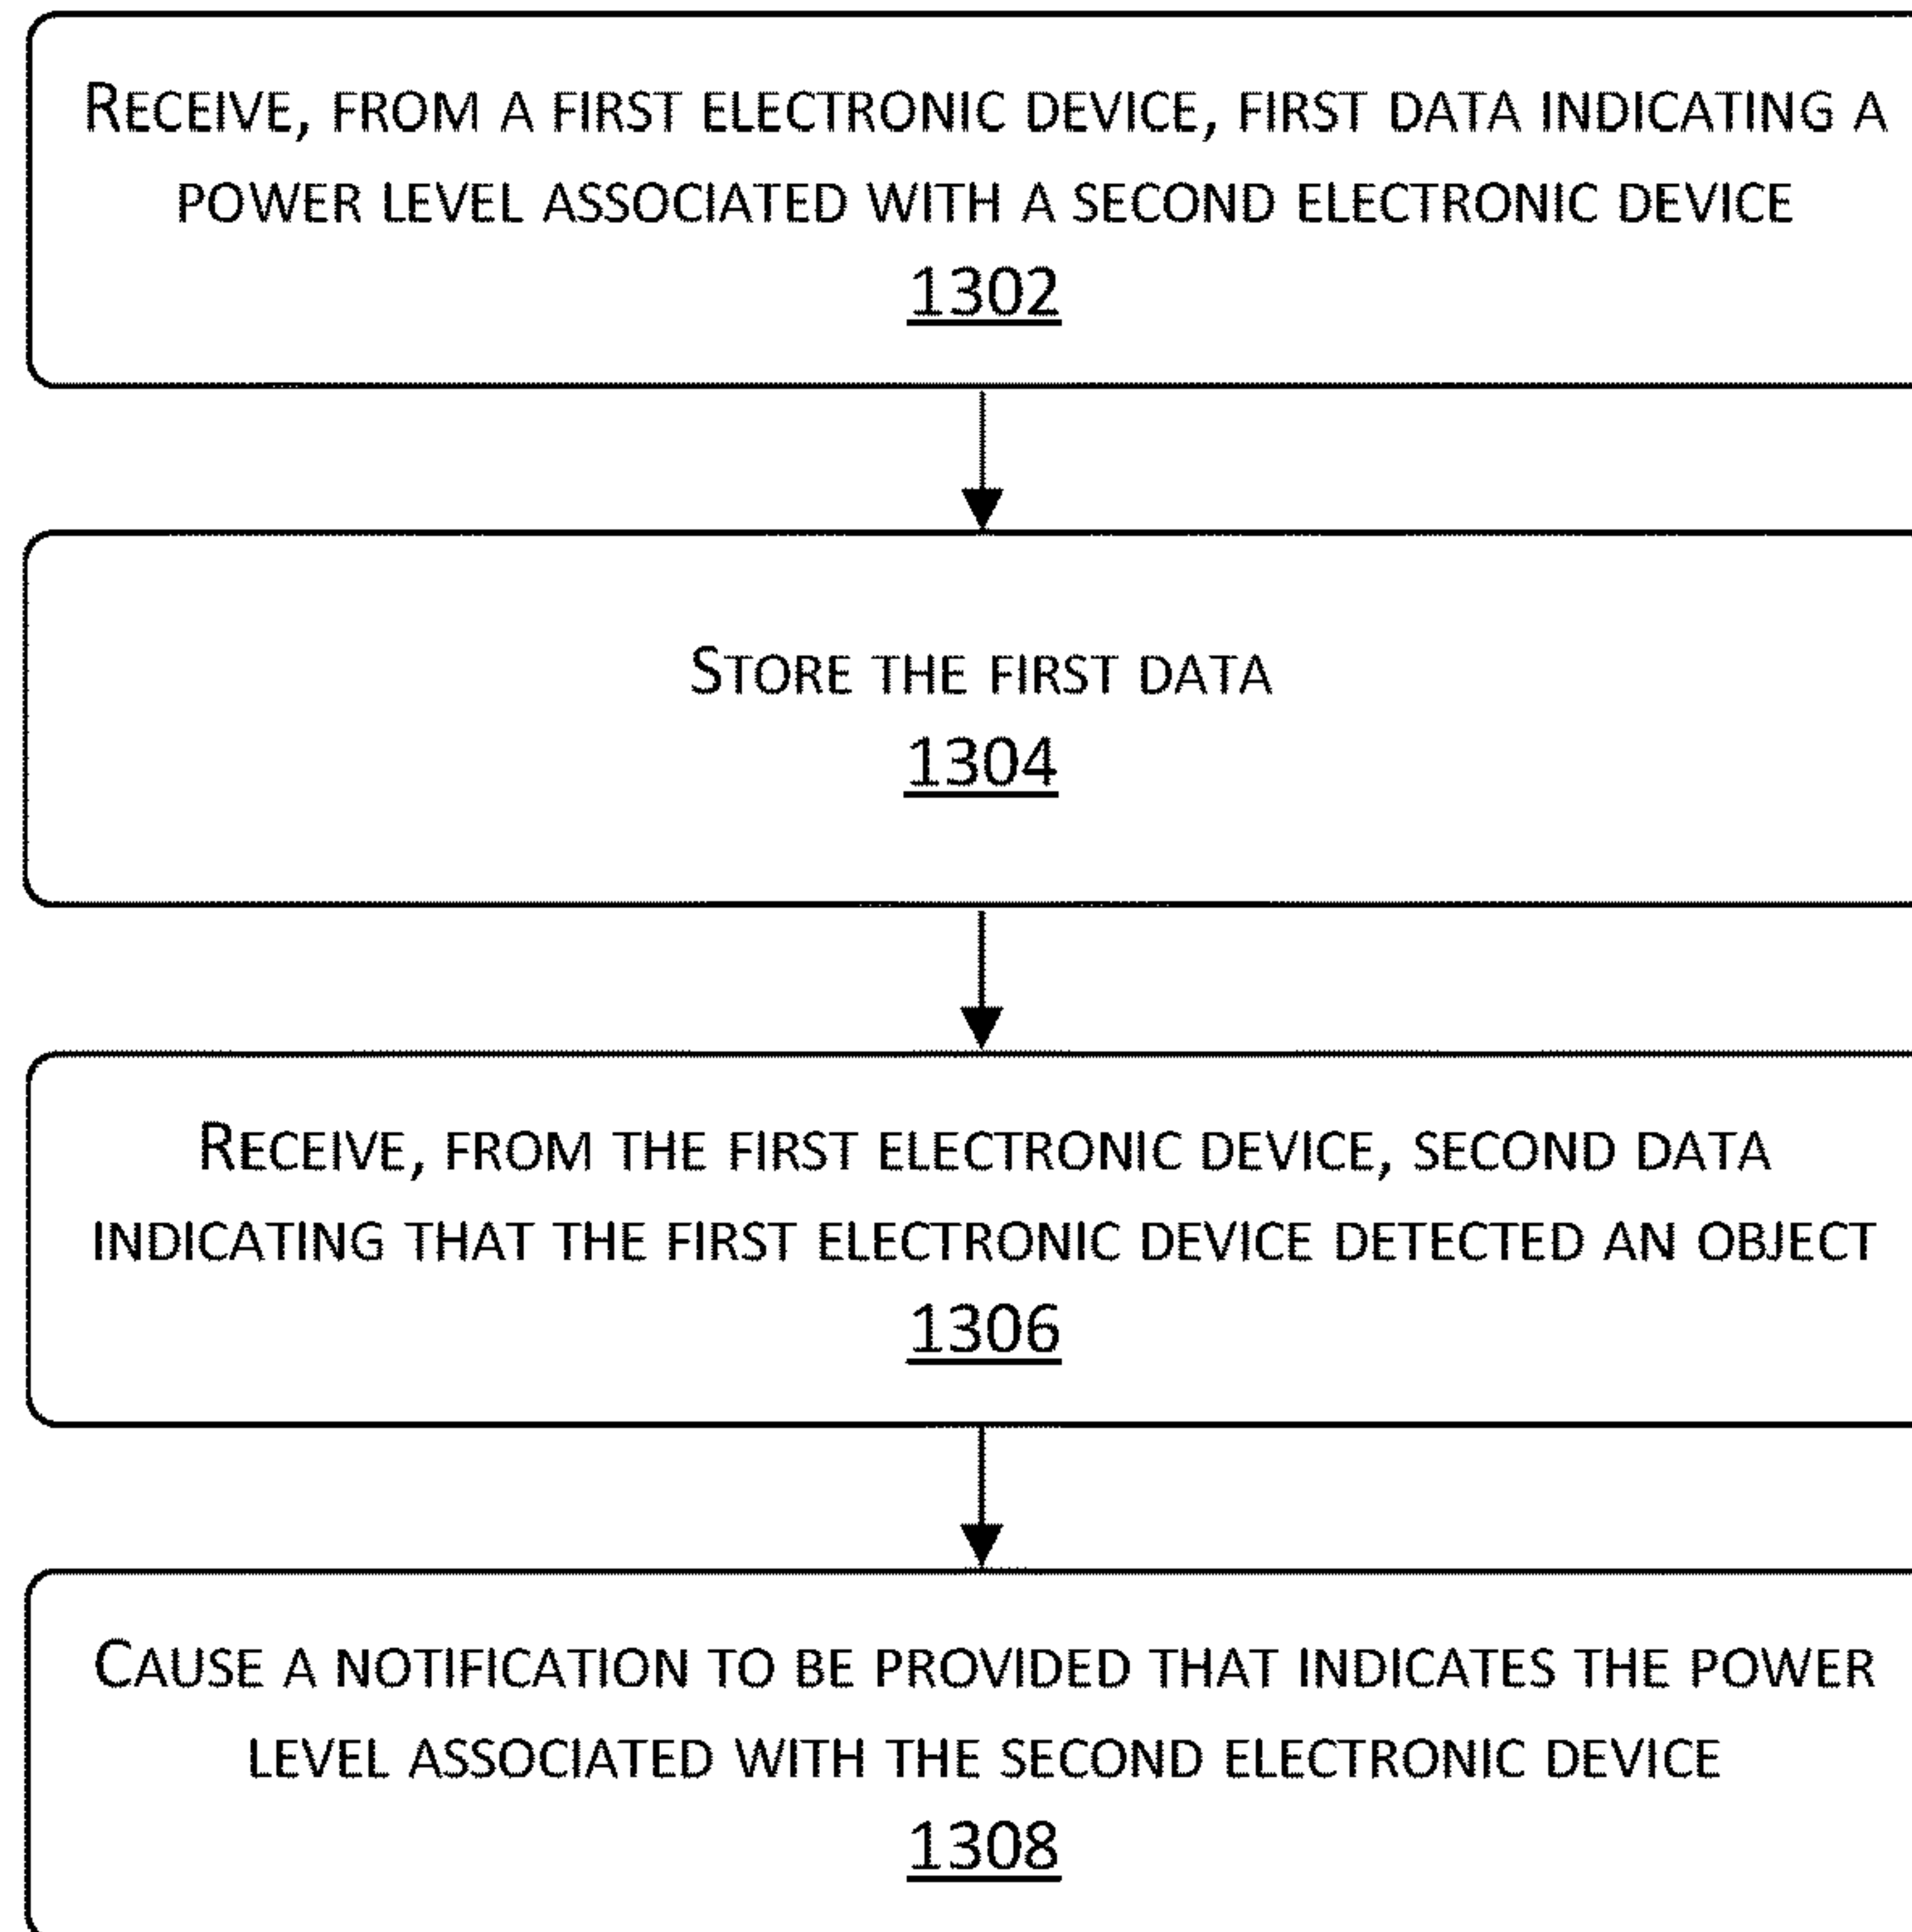 RECEIVE, FROM A FIRST ELECTRONIC DEVICE, FIRST DATA INDICATING A
POWER LEVEL ASSOCIATED WITH A SECOND ELECTRONIC DEVICE
1302
STORE THE FIRST DATA
1304
RECEIVE, FROM THE FIRST ELECTRONIC DEVICE, SECOND DATA
INDICATING THAT THE FIRST ELECTRONIC DEVICE DETECTED AN OBJECT
1306
CAUSE A NOTIFICATION TO BE PROVIDED THAT INDICATES THE POWER
LEVEL ASSOCIATED WITH THE SECOND ELECTRONIC DEVICE
1308